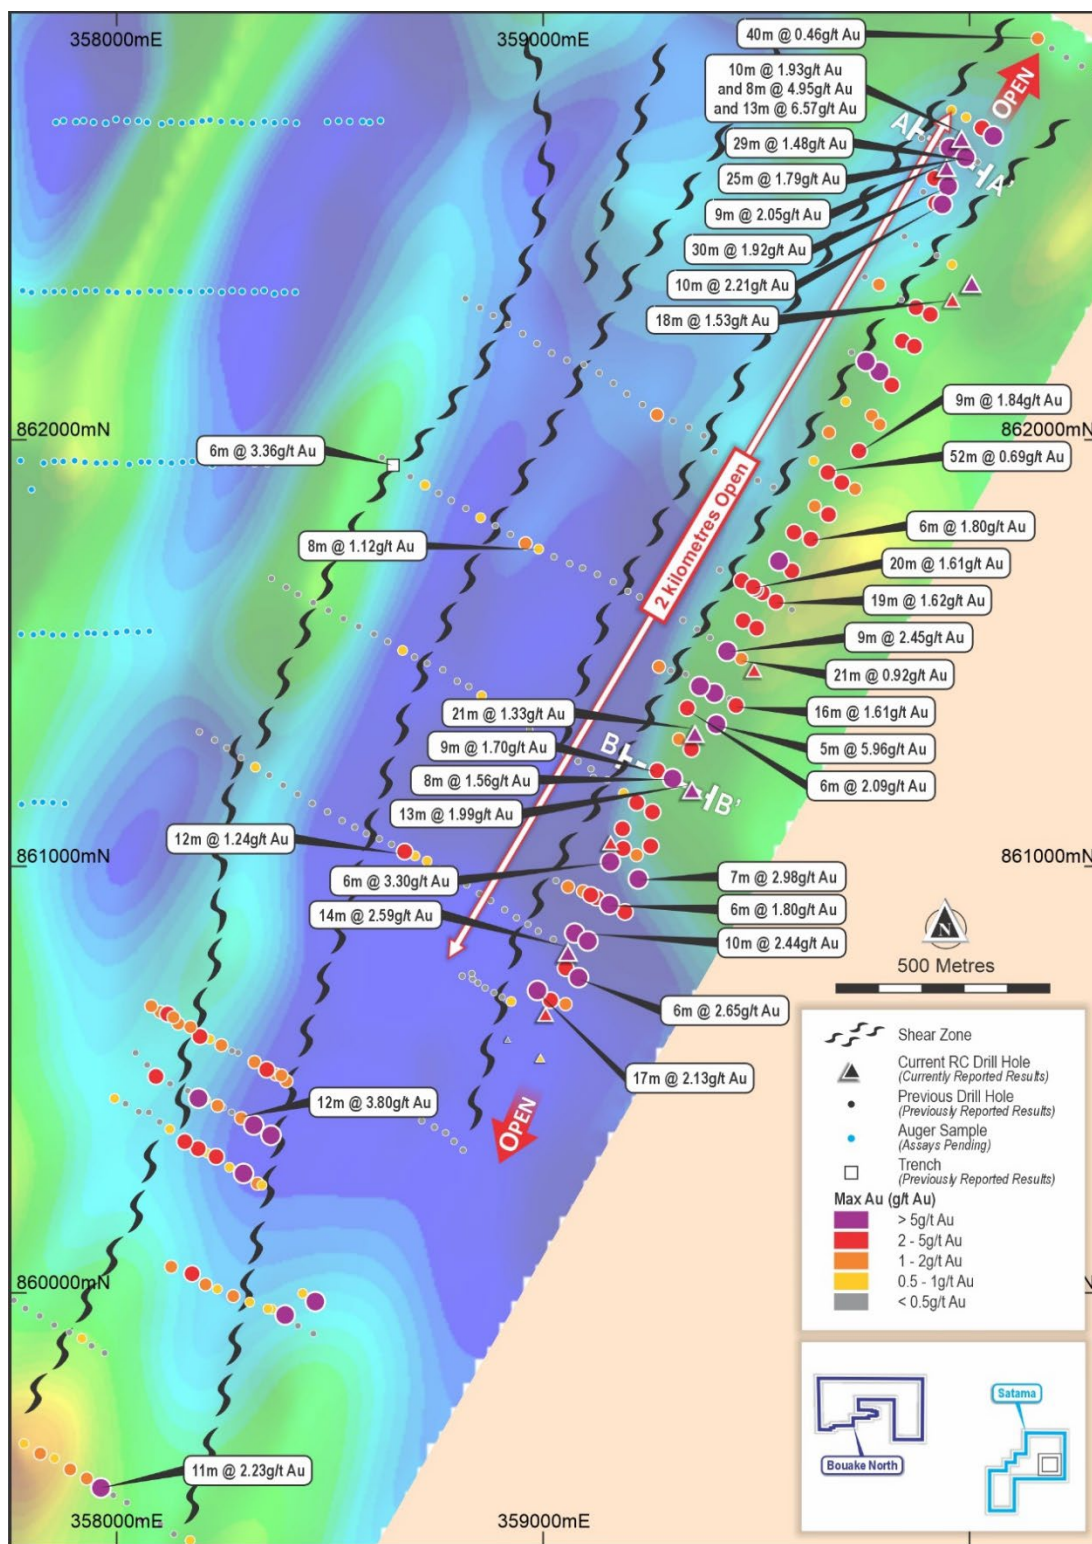 358000mE
359000mE
40m @ 0.46g/t Au
10m @ 1.93g/t Au
and 8m @ 4.95g/t Au
and 13m @ 6.57g/t Au
OPEN
A
A'
29m @ 1.48g/t Au
25m @ 1.79g/t Au
9m @ 2.05g/t Au
30m @ 1.92g/t Au
10m @ 2.21g/t Au
18m @ 1.53g/t Au
9m @ 1.84g/t Au
862000mN
862000mN
6m @ 3.36g/t Au
52m @ 0.69g/t Au
2 kilometres Open
6m @ 1.80g/t Au
8m @ 1.12g/t Au
20m @ 1.61g/t Au
19m @ 1.62g/t Au
9m @ 2.45g/t Au
21m @ 0.92g/t Au
21m @ 1.33g/t Au
16m @ 1.61g/t Au
9m @ 1.70g/t Au
B
B'
5m @ 5.96g/t Au
8m @ 1.56g/t Au
6m @ 2.09g/t Au
13m @ 1.99g/t Au
12m @ 1.24g/t Au
861000mN
861000mN
6m @ 3.30g/t Au
7m @ 2.98g/t Au
14m @ 2.59g/t Au
6m @ 1.80g/t Au
10m @ 2.44g/t Au
N
500 Metres
6m @ 2.65g/t Au
17m @ 2.13g/t Au
12m @ 3.80g/t Au
OPEN
Shear Zone
Current RC Drill Hole
(Currently Reported Results)
Previous Drill Hole
(Previously Reported Results)
Auger Sample
(Assays Pending)
Trench
(Previously Reported Results)
Max Au (g/t Au)
> 5g/t Au
2 - 5g/t Au
1 - 2g/t Au
0.5 - 1g/t Au
< 0.5g/t Au
860000mN
860000mN
Satama
Bouake North
11m @ 2.23g/t Au
358000mE
359000mE